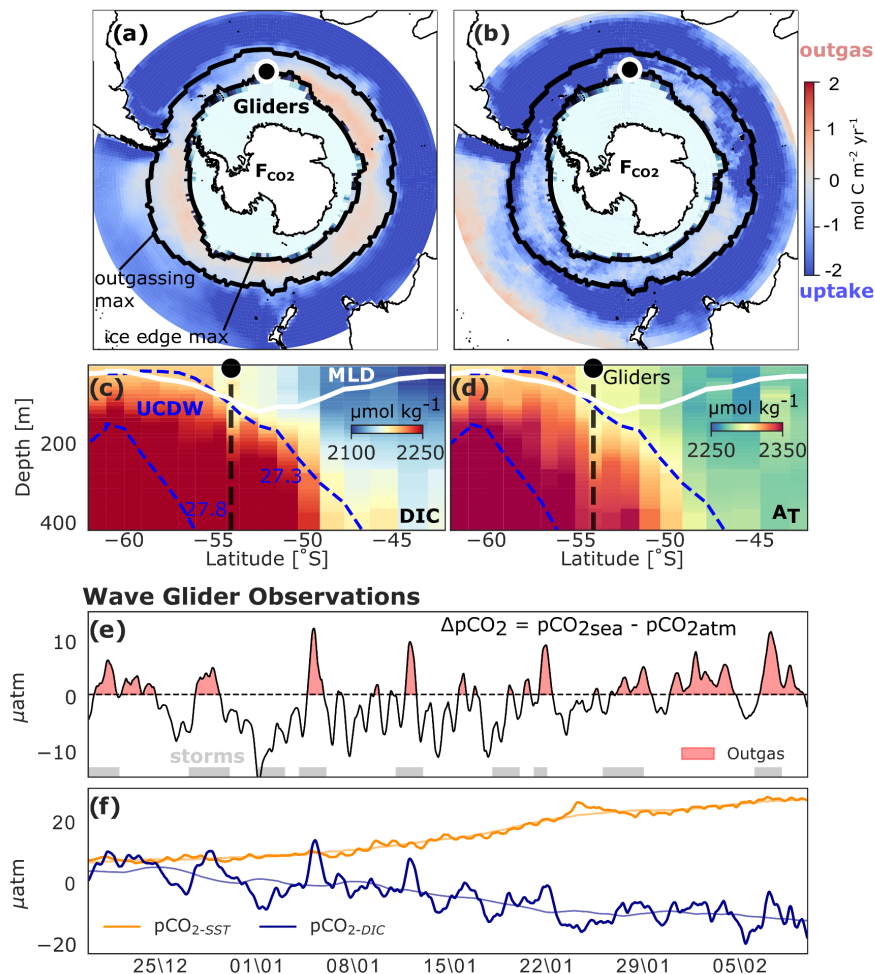 (a)
(b)
outgas
Gliders
F_CO2
F_CO2
2
1
0
-1
-2
mol C m⁻² yr⁻¹
outgassing
max
ice edge max
uptake
(c)
MLD
(d)
Gliders
UCDW
μmol kg⁻¹
2100 2250
μmol kg⁻¹
2250 2350
Depth [m]
200
400
27.3
27.8
DIC
A_T
−60 −55 −50 −45
−60 −55 −50 −45
Latitude [˚S]
Latitude [˚S]
Wave Glider Observations
(e)
ΔpCO₂ = pCO₂sea - pCO₂atm
10
0
−10
μatm
storms
Outgas
(f)
20
0
−20
μatm
pCO₂-SST
pCO₂-DIC
25\12 01\01 08\01 15\01 22\01 29\01 05\02